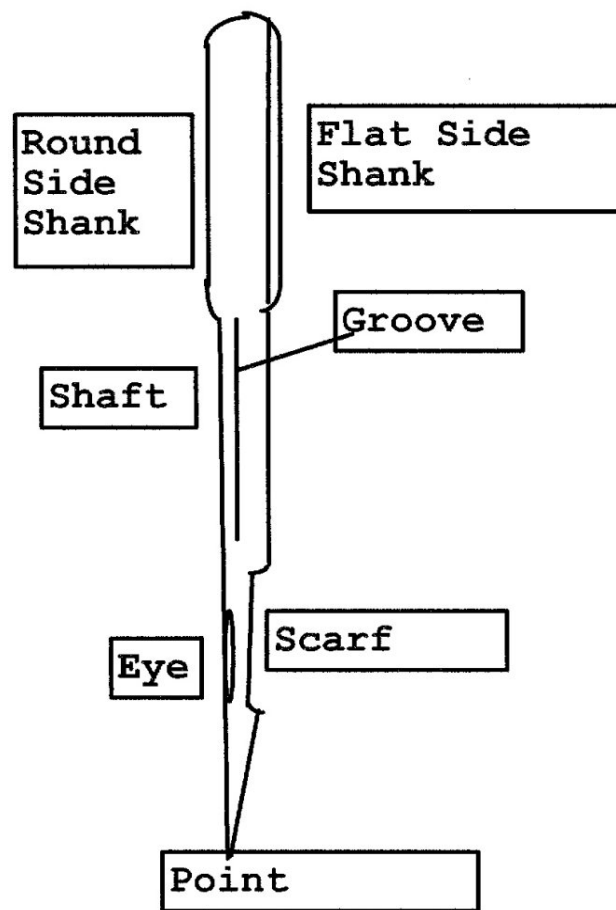 Round
Side
Shank
Flat Side
Shank
Groove
Shaft
Eye
Scarf
Point